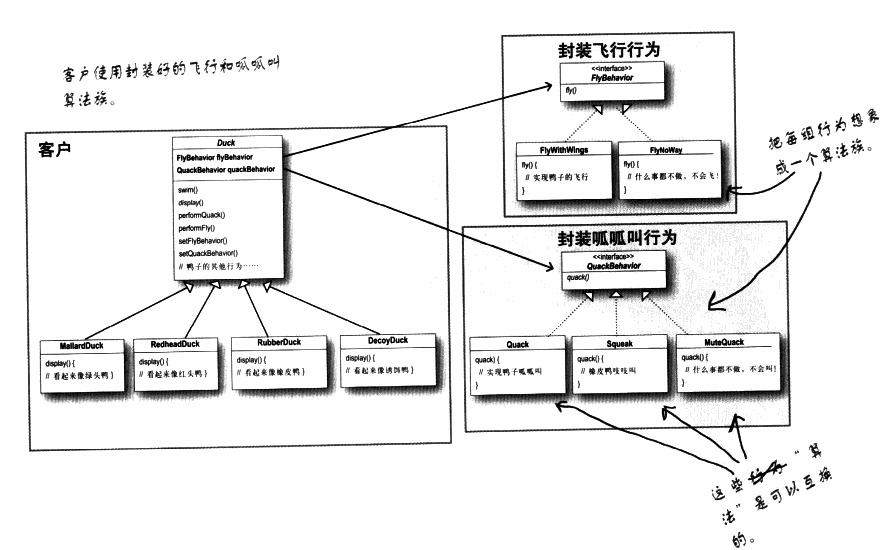 客户使用封装好的飞行和呱呱叫
算法族。
客户
Duck
FlyBehavior flyBehavior
QuackBehavior quackBehavior
swim()
display()
performQuack()
performFly()
setFlyBehavior()
setQuackBehavior()
// 鸭子的其他行为……
MallardDuck
display() {
// 看起来像绿头鸭 }
RedheadDuck
display() {
// 看起来像红头鸭 }
RubberDuck
display() {
// 看起来像橡皮鸭 }
DecoyDuck
display() {
// 看起来像诱饵鸭 }
封装飞行行为
<<interface>>
FlyBehavior
fly()
FlyWithWings
fly() {
// 实现鸭子的飞行
}
FlyNoWay
fly() {
// 什么事都不做，不会飞！
}
把每组行为想象
成一个算法族。
封装呱呱叫行为
<<interface>>
QuackBehavior
quack()
Quack
quack) {
// 实现鸭子呱呱叫
}
Squeak
quack() {
// 橡皮鸭吱吱叫
}
MuteQuack
quack() {
// 什么事都不做，不会叫！
}
这些行为“算
法”是可以互换
的。